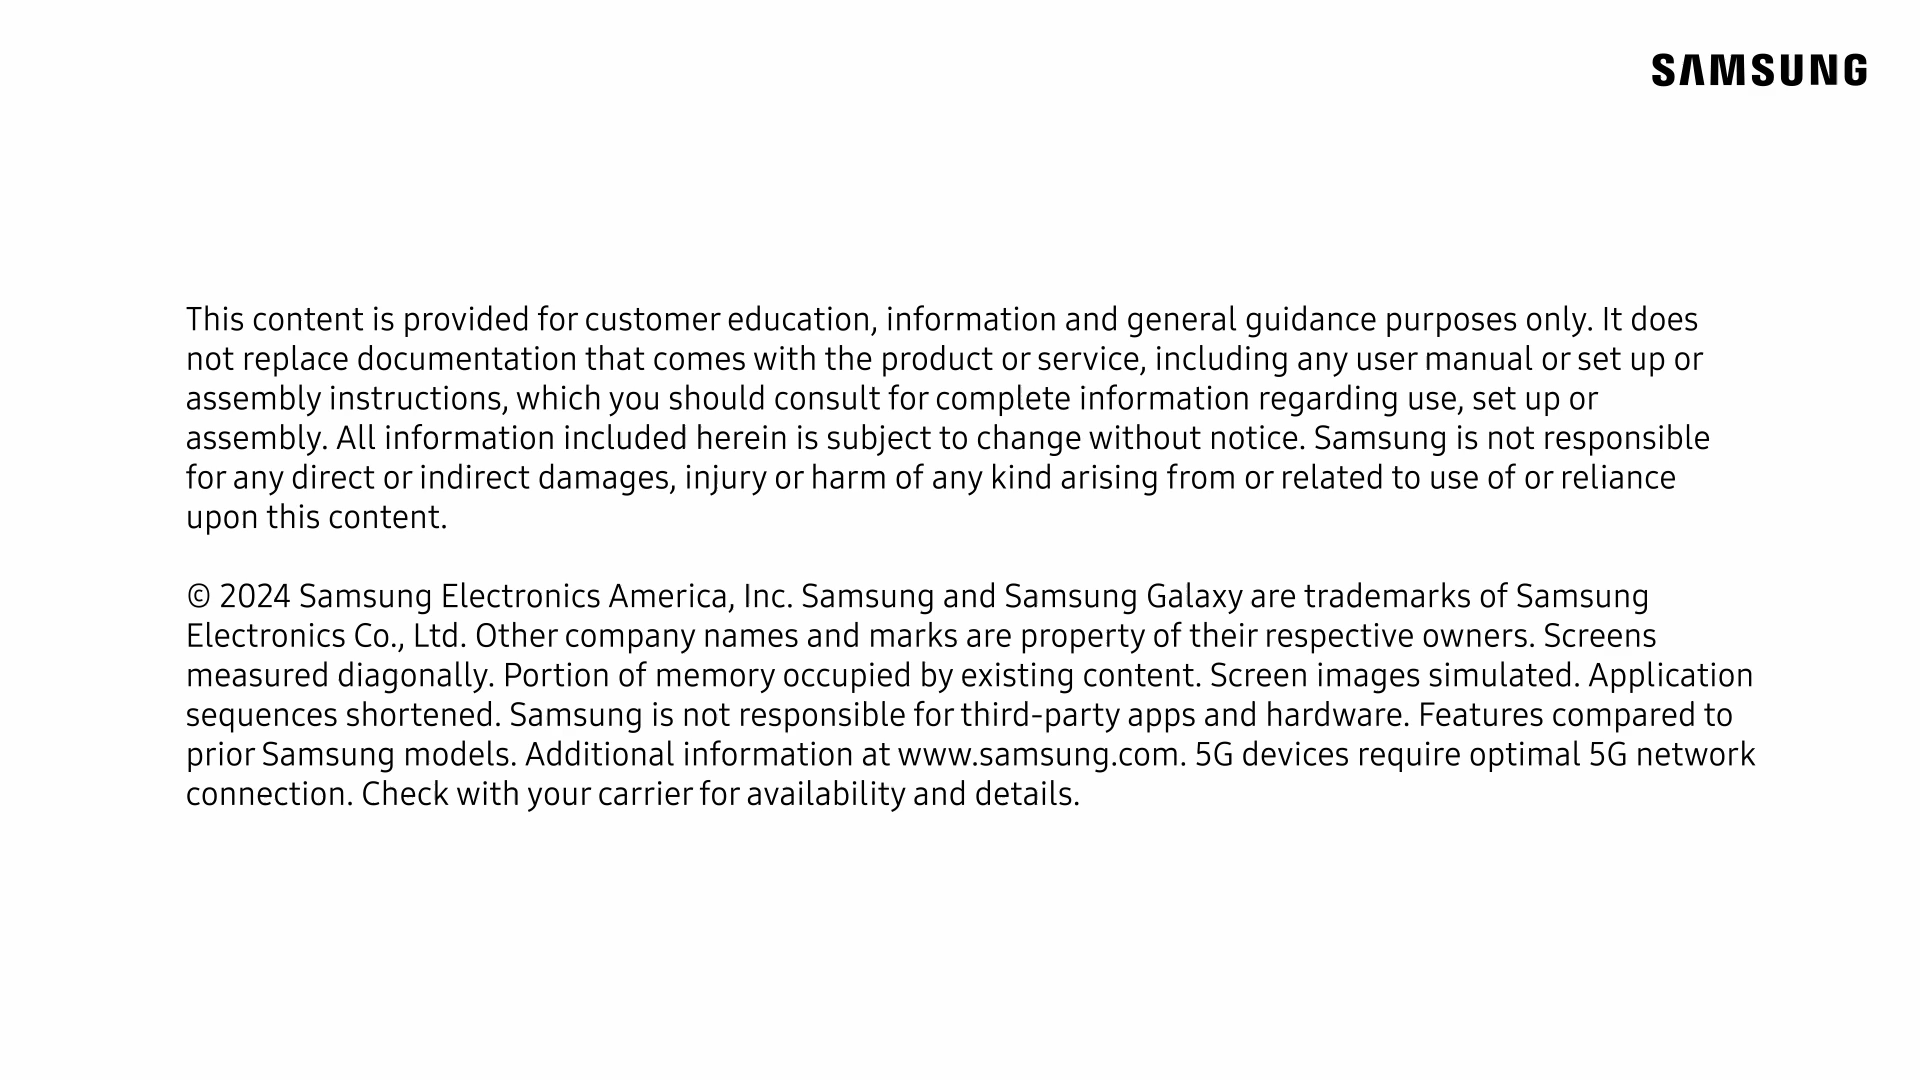 SAMSUNG
This content is provided for customer education, information and general guidance purposes only. It does
not replace documentation that comes with the product or service, including any user manual or set up or
assembly instructions, which you should consult for complete information regarding use, set up or
assembly. All information included herein is subject to change without notice. Samsung is not responsible
for any direct or indirect damages, injury or harm of any kind arising from or related to use of or reliance
upon this content.
© 2024 Samsung Electronics America, Inc. Samsung and Samsung Galaxy are trademarks of Samsung
Electronics Co., Ltd. Other company names and marks are property of their respective owners. Screens
measured diagonally. Portion of memory occupied by existing content. Screen images simulated. Application
sequences shortened. Samsung is not responsible for third-party apps and hardware. Features compared to
prior Samsung models. Additional information at www.samsung.com. 5G devices require optimal 5G network
connection. Check with your carrier for availability and details.